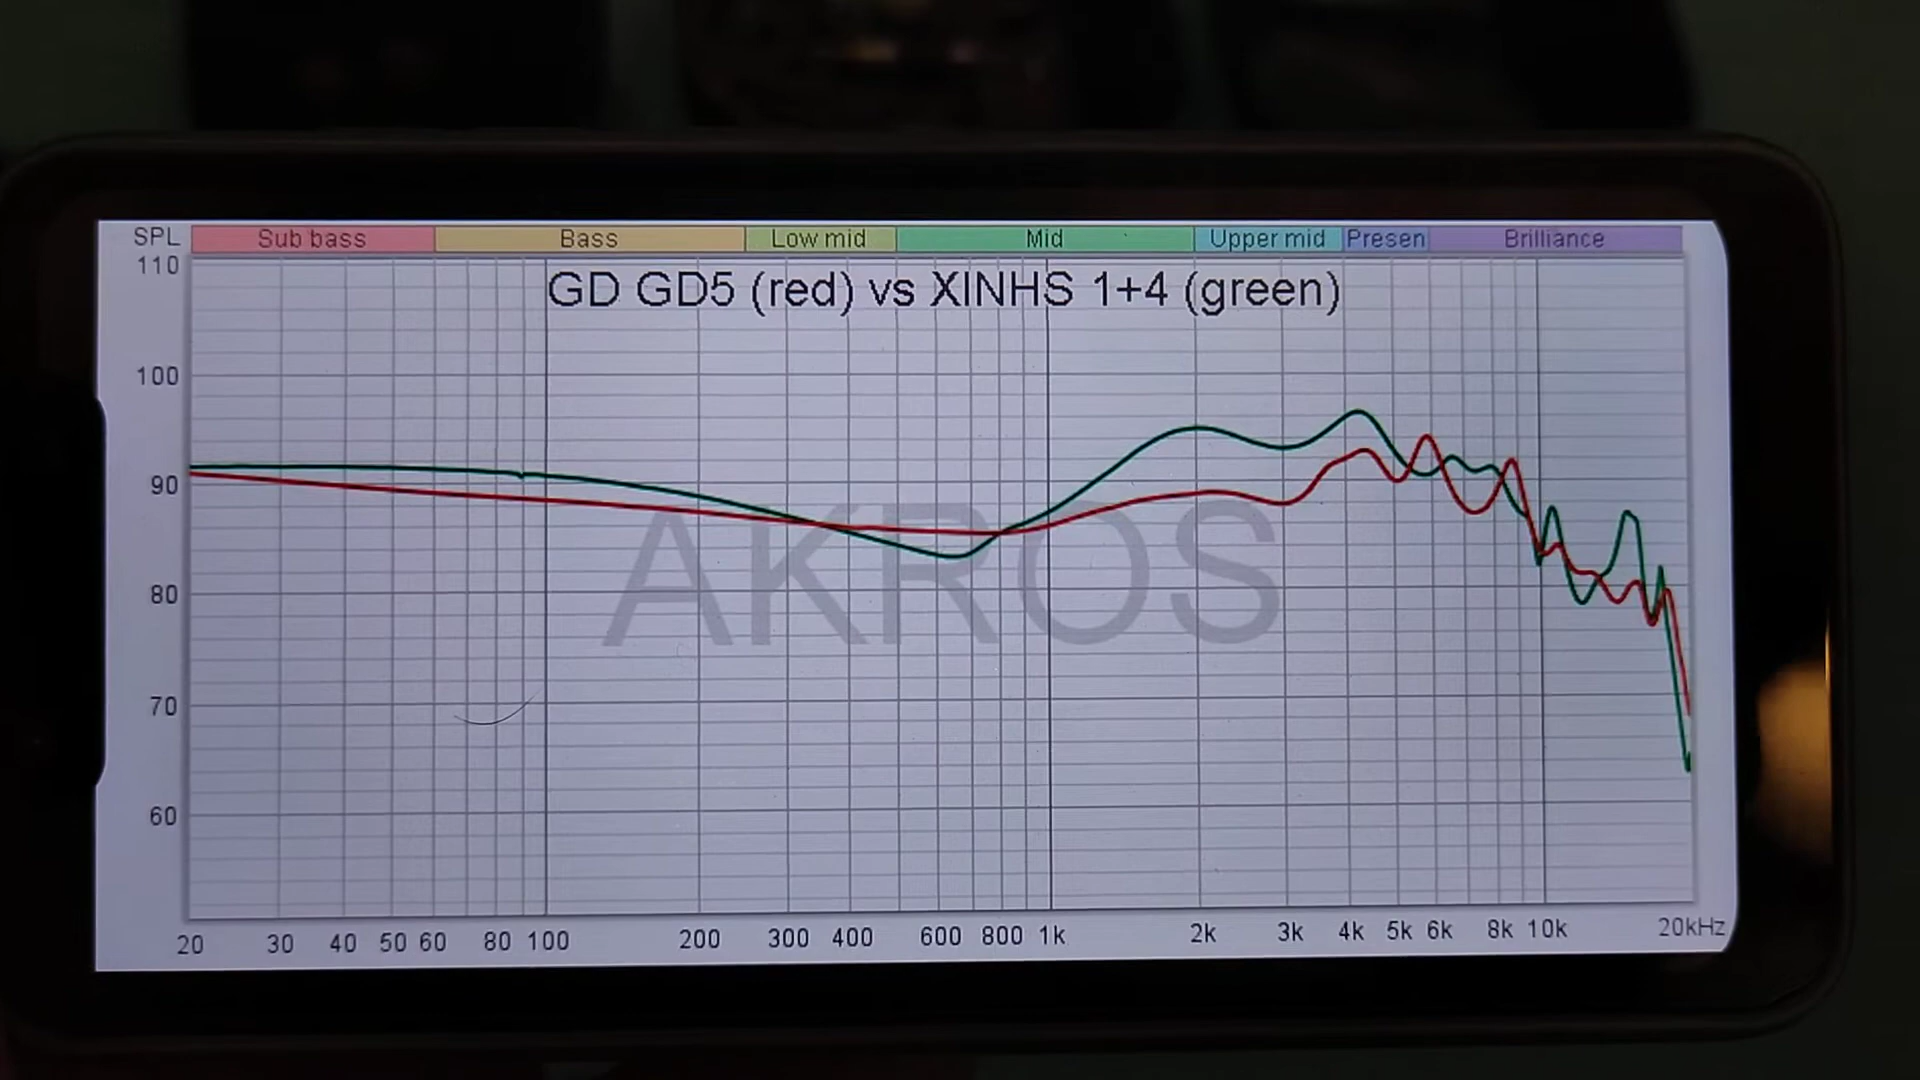 SPL Sub bass Bass Low mid Mid Upper mid Presen Brilliance
110
GD GD5 (red) vs XINHS 1+4 (green)
100
90
AKROS
80
70
60
20 30 40 50 60 80 100 200 300 400 600 800 1k 2k 3k 4k 5k 6k 8k 10k 20kHz